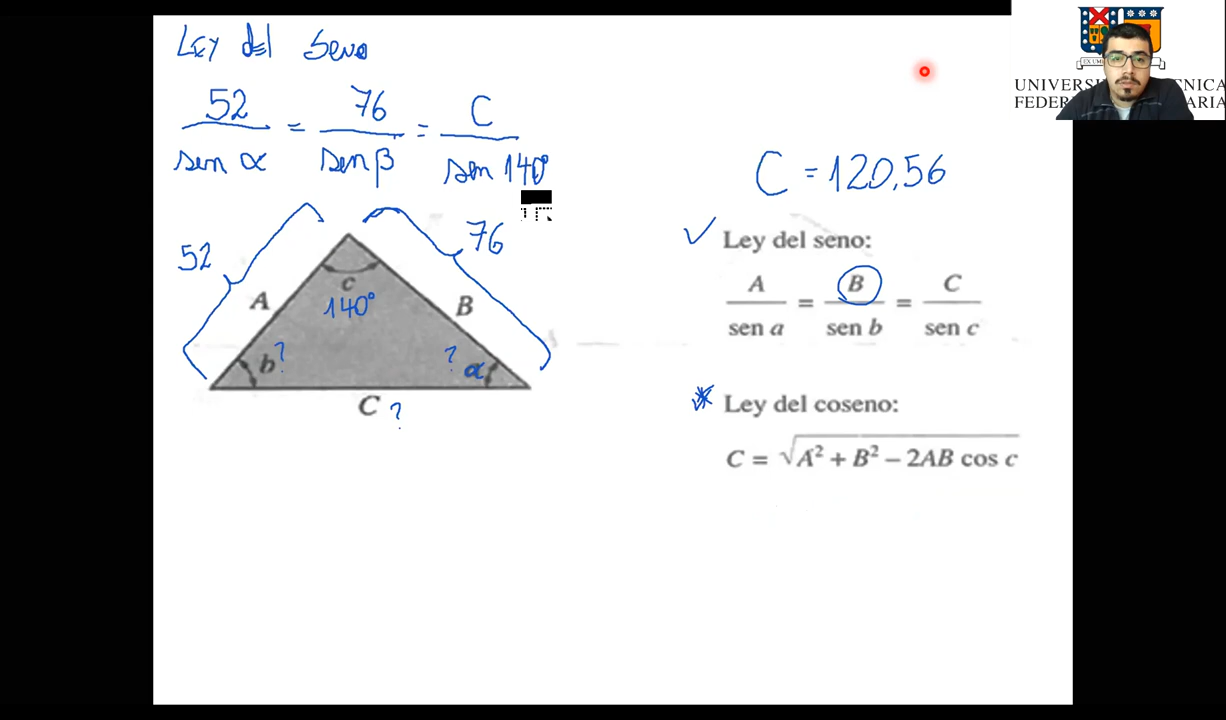 Ley del Seno
52 / sen α = 76 / sen β = C / sen 140°
C = 120,56
✓ Ley del seno:
A / sen a = B / sen b = C / sen c
* Ley del coseno:
C = √A² + B² − 2AB cos c
52
76
c
140°
A
B
b ?
? α
C ?
UNIVERSI
CNICA
FEDER
ARIA